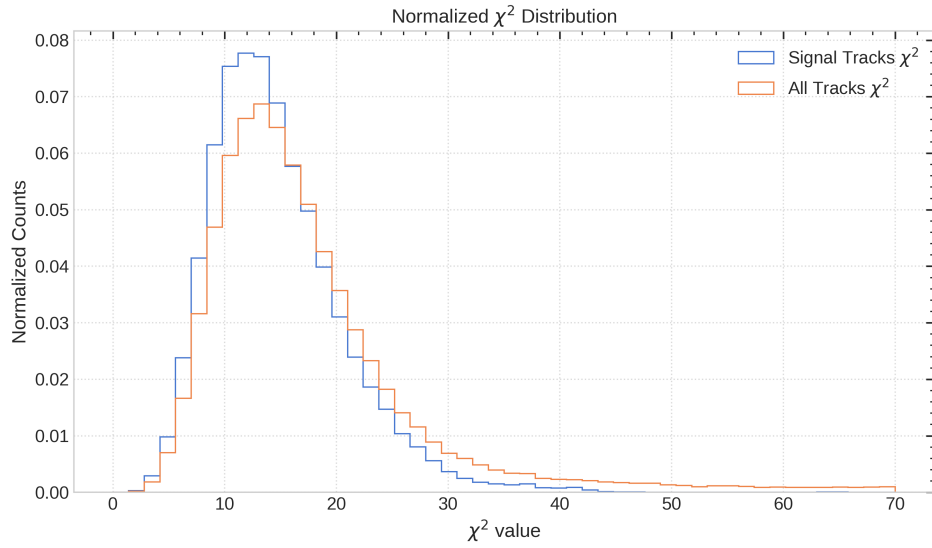 Normalized χ² Distribution
Signal Tracks χ²
All Tracks χ²
Normalized Counts
0.08
0.07
0.06
0.05
0.04
0.03
0.02
0.01
0.00
0 10 20 30 40 50 60 70
χ² value